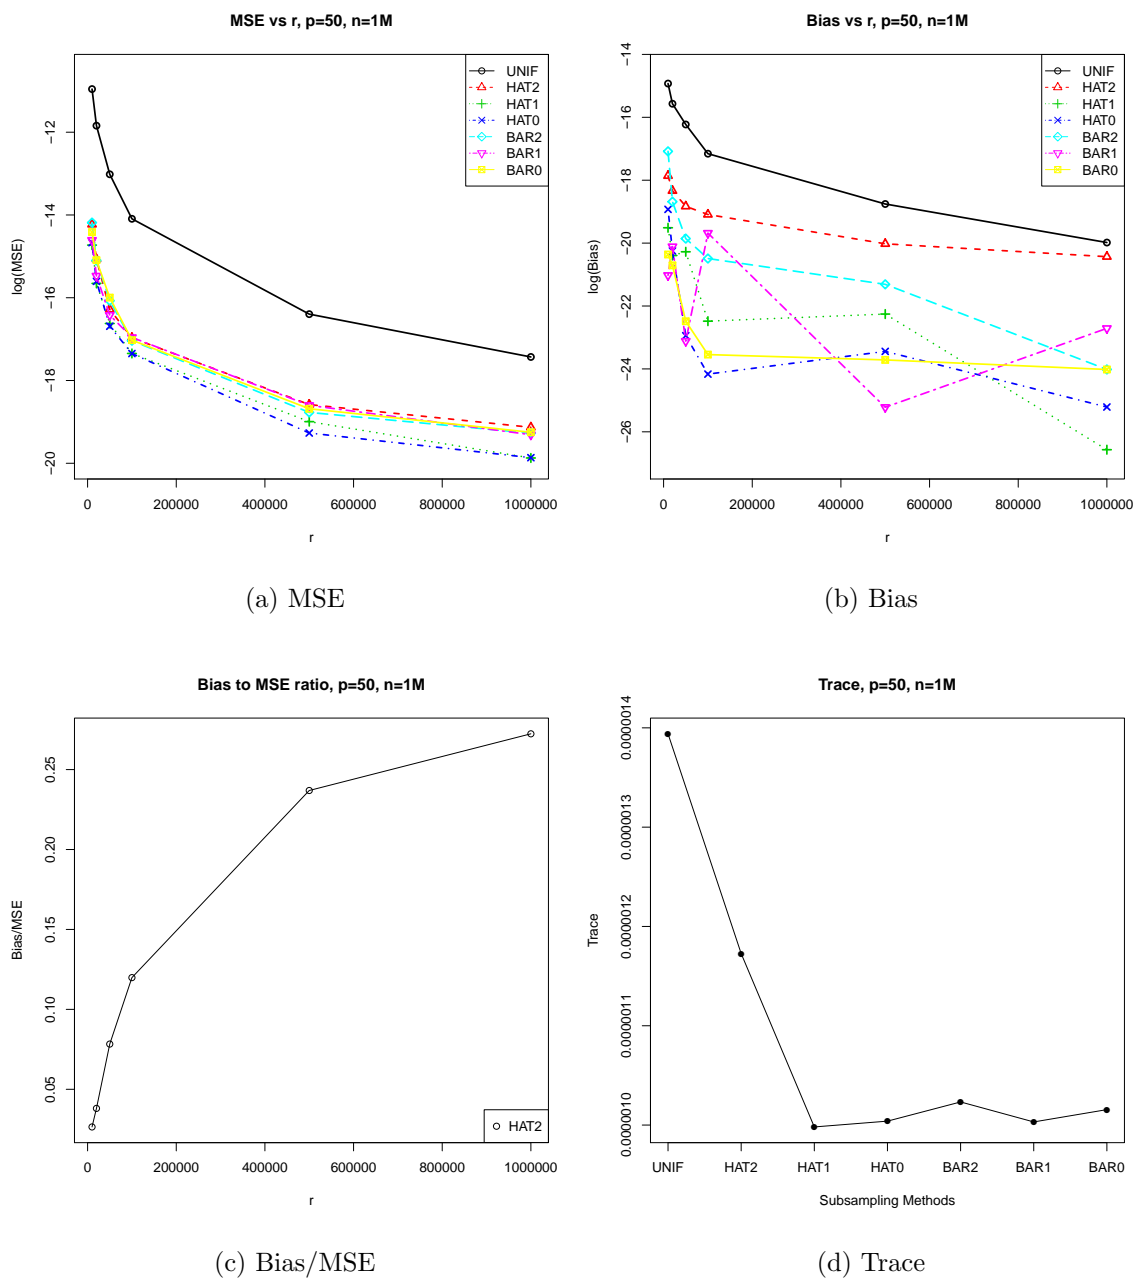 MSE vs r, p=50, n=1M
log(MSE)
−12
−14
−16
−18
−20
UNIF
HAT2
HAT1
HAT0
BAR2
BAR1
BAR0
0 200000 400000 600000 800000 1000000
r
(a) MSE
Bias vs r, p=50, n=1M
log(Bias)
−14
−16
−18
−20
−22
−24
−26
UNIF
HAT2
HAT1
HAT0
BAR2
BAR1
BAR0
0 200000 400000 600000 800000 1000000
r
(b) Bias
Bias to MSE ratio, p=50, n=1M
Bias/MSE
0.25
0.20
0.15
0.10
0.05
HAT2
0 200000 400000 600000 800000 1000000
r
(c) Bias/MSE
Trace, p=50, n=1M
Trace
0.0000014
0.0000013
0.0000012
0.0000011
0.0000010
UNIF HAT2 HAT1 HAT0 BAR2 BAR1 BAR0
Subsampling Methods
(d) Trace